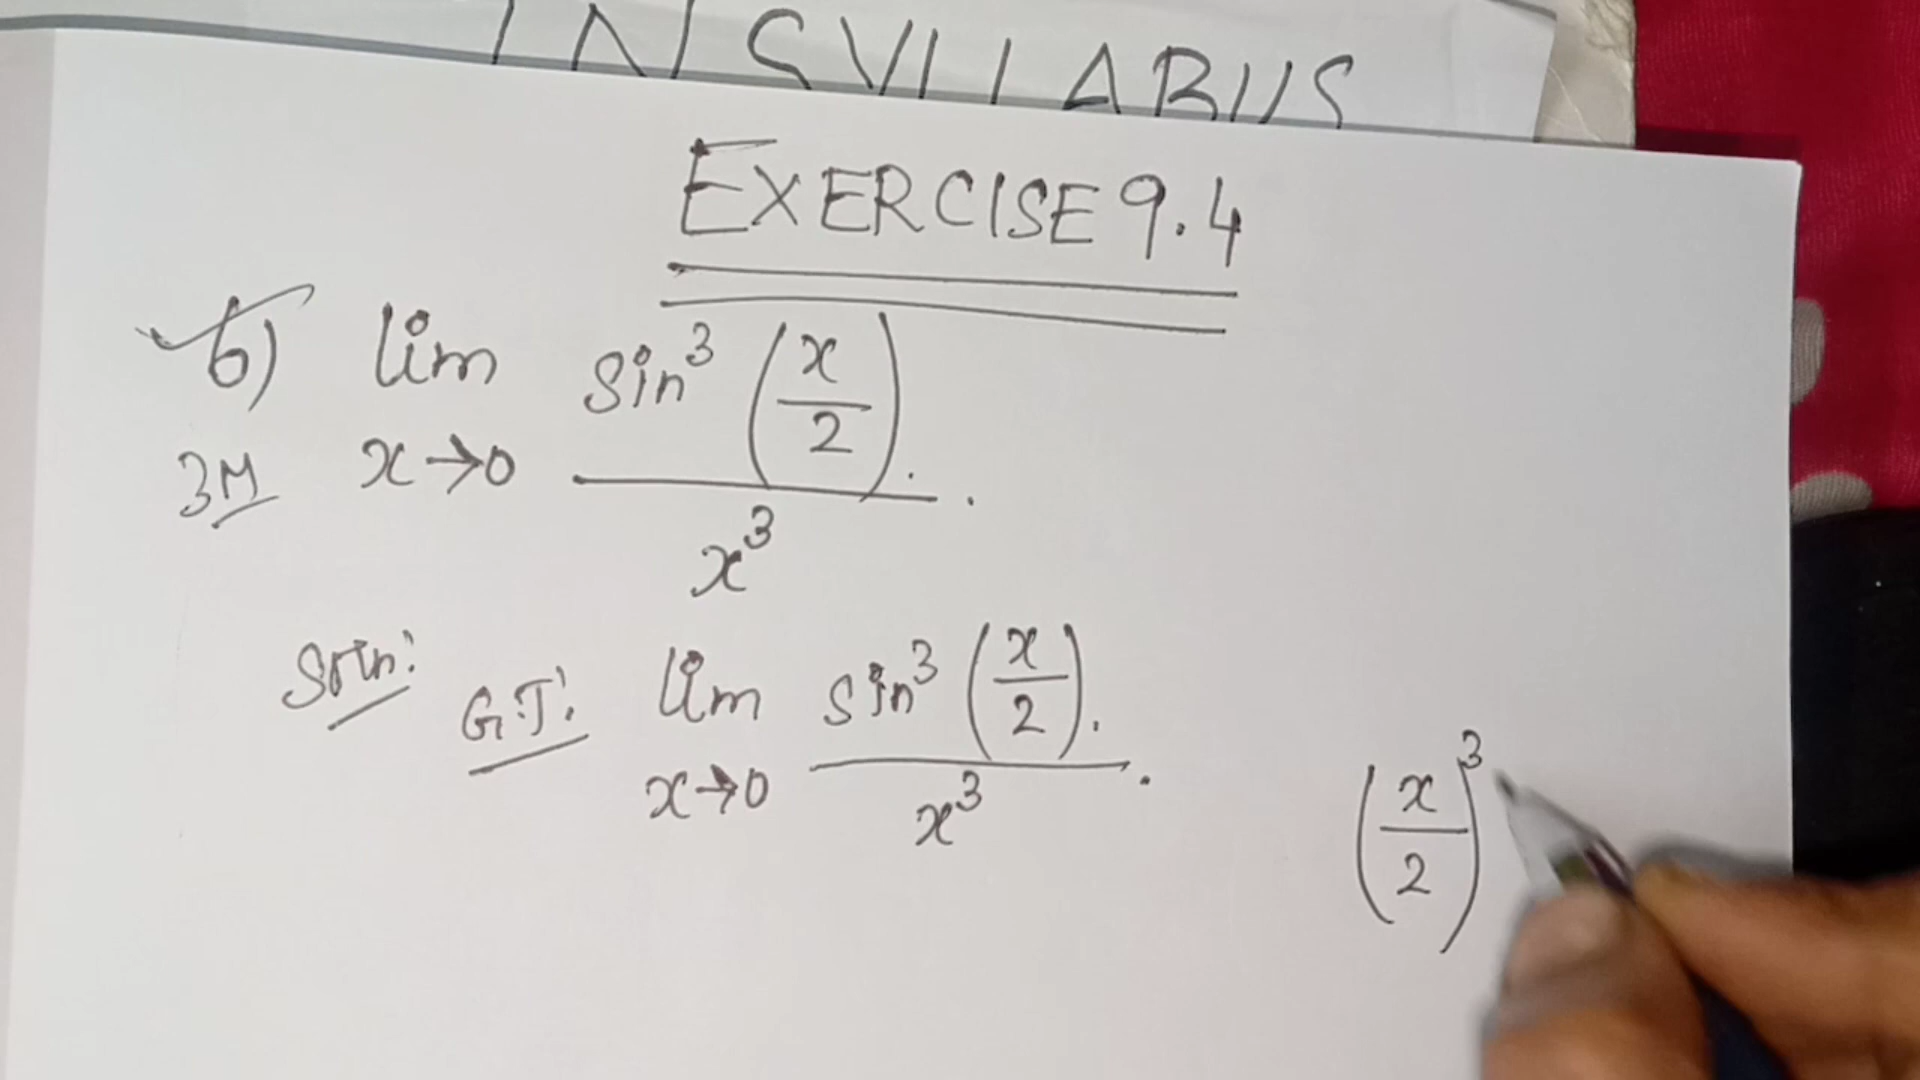 IN SYLLABUS
EXERCISE 9.4
6) lim x→0 sin³(x/2) / x³.
3M
Soln:
G.T: lim x→0 sin³(x/2) / x³.
(x/2)³